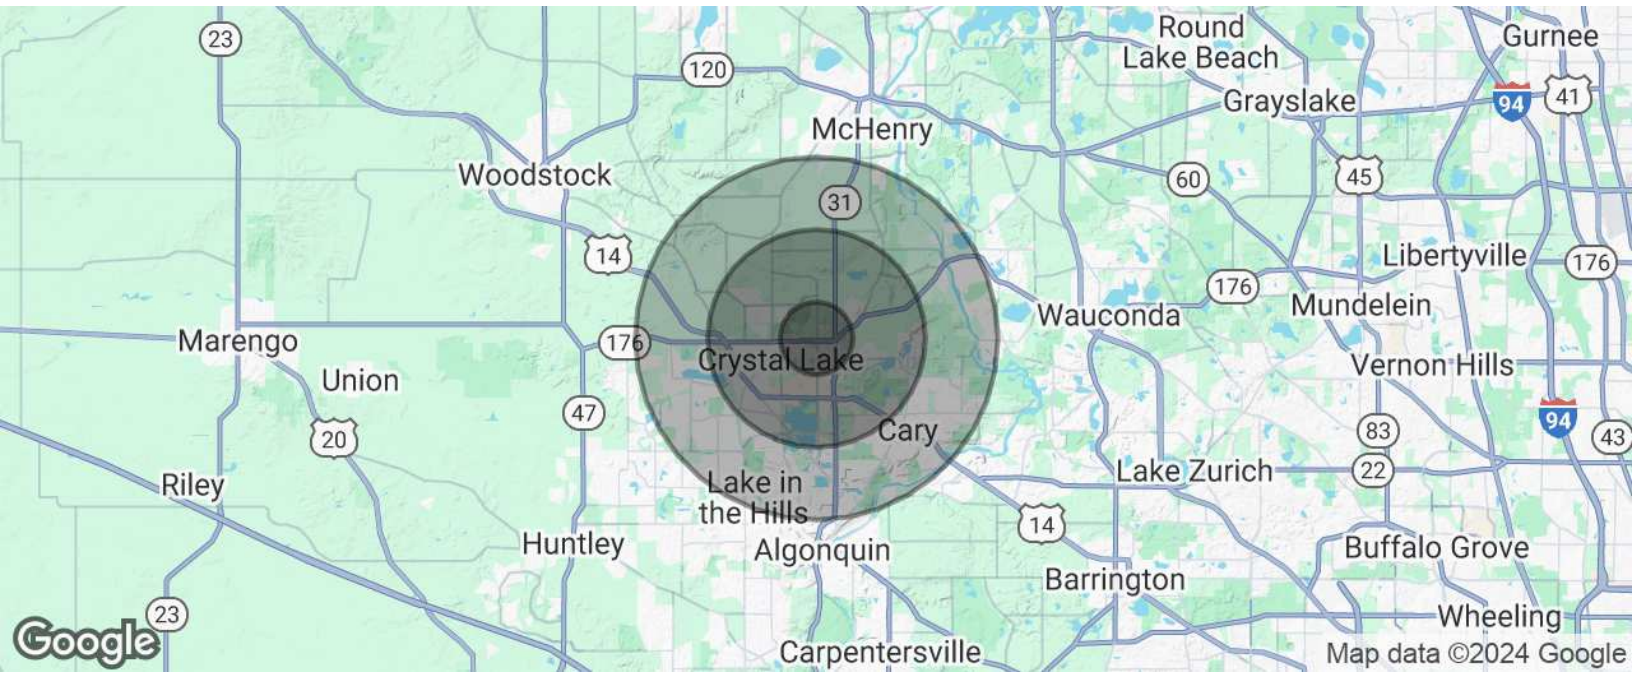 Round
Lake Beach
Gurnee
23
120
94
41
Grayslake
McHenry
Woodstock
60
45
31
14
Libertyville
176
176
Mundelein
Wauconda
Marengo
176
Crystal Lake
Vernon Hills
Union
47
94
20
Cary
83
43
22
Lake Zurich
Riley
Lake in
the Hills
14
Huntley
Algonquin
Buffalo Grove
Barrington
23
Wheeling
Google
Carpentersville
Map data ©2024 Google